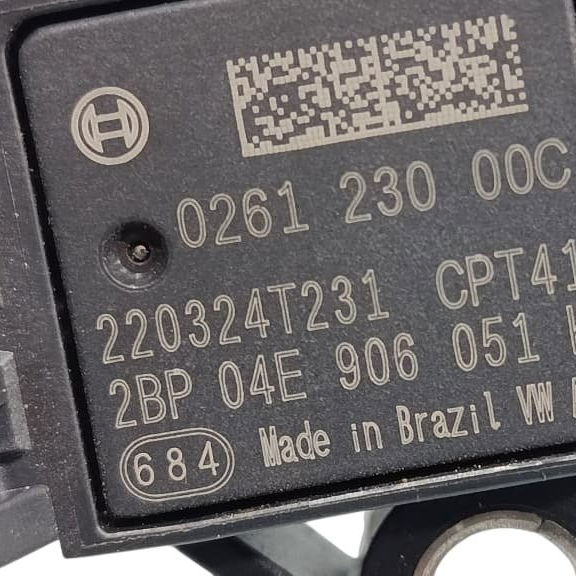 0261 230 00C
220324T231 CPT41
2BP 04E 906 051
684 Made in Brazil VW